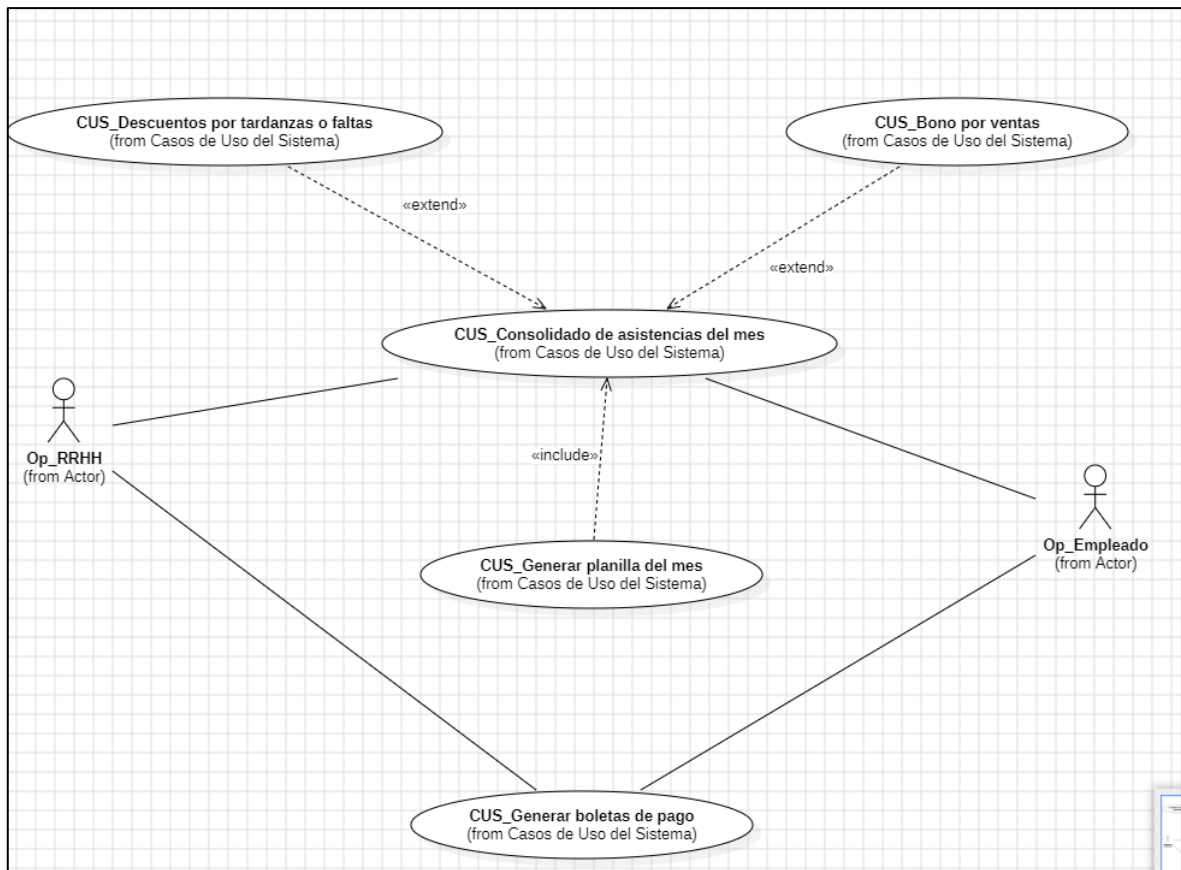 CUS_Descuentos por tardanzas o faltas
(from Casos de Uso del Sistema)
CUS_Bono por ventas
(from Casos de Uso del Sistema)
«extend»
«extend»
CUS_Consolidado de asistencias del mes
(from Casos de Uso del Sistema)
Op_RRHH
(from Actor)
«include»
Op_Empleado
(from Actor)
CUS_Generar planilla del mes
(from Casos de Uso del Sistema)
CUS_Generar boletas de pago
(from Casos de Uso del Sistema)